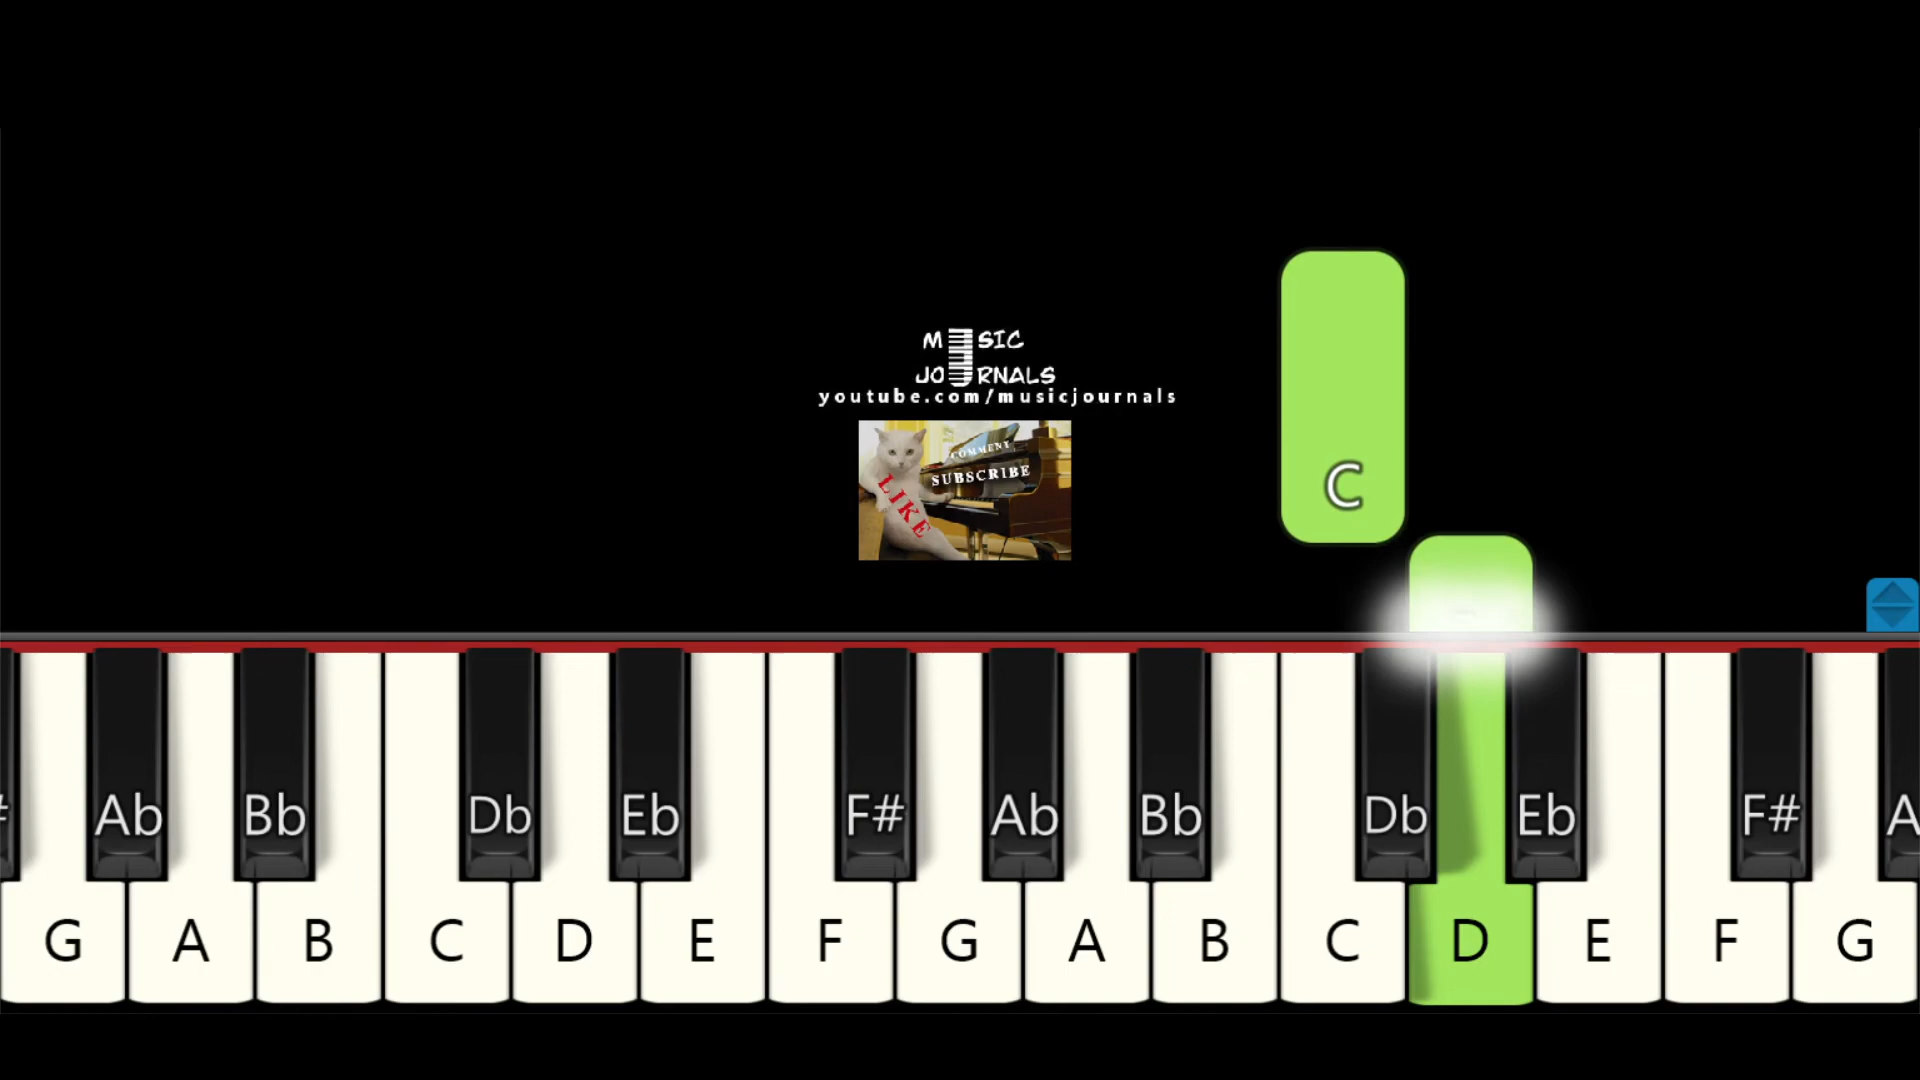 M SIC
JO RNALS
youtube.com/musicjournals
COMMENT
SUBSCRIBE
LIKE
C
Ab Bb Db Eb F# Ab Bb Db Eb F# A
G A B C D E F G A B C D E F G